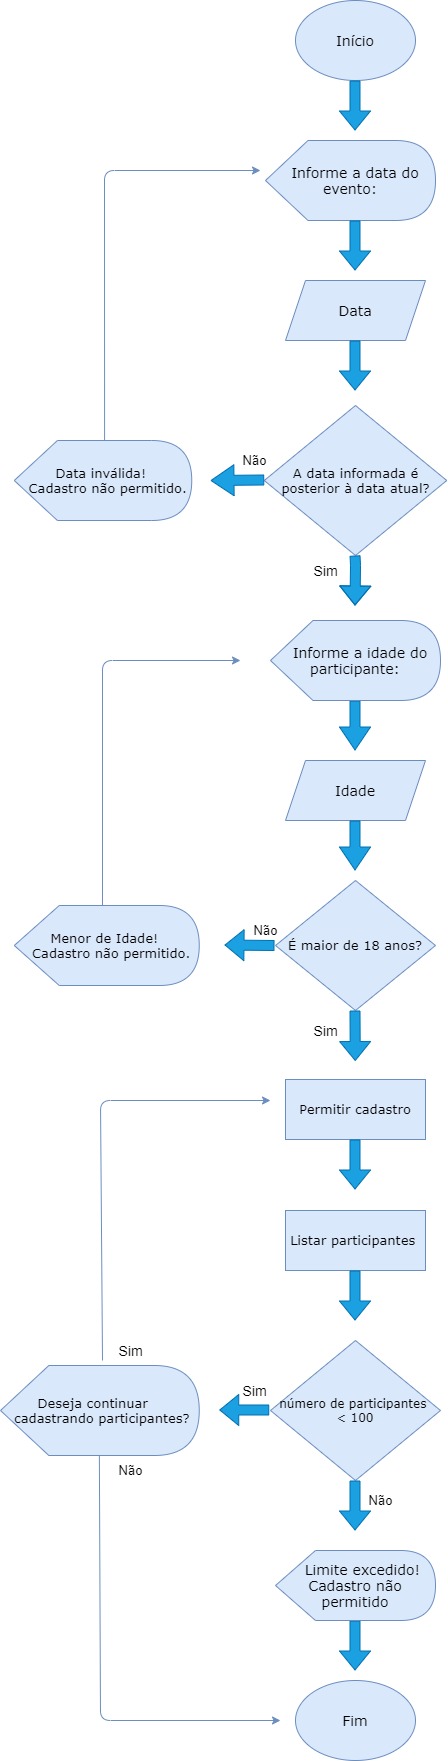 Início
Informe a data do
evento:
Data
Não
A data informada é
posterior à data atual?
Data inválida!
Cadastro não permitido.
Sim
Informe a idade do
participante:
Idade
Não
É maior de 18 anos?
Menor de Idade!
Cadastro não permitido.
Sim
Permitir cadastro
Listar participantes
Sim
Sim
número de participantes
< 100
Deseja continuar
cadastrando participantes?
Não
Não
Limite excedido!
Cadastro não
permitido
Fim